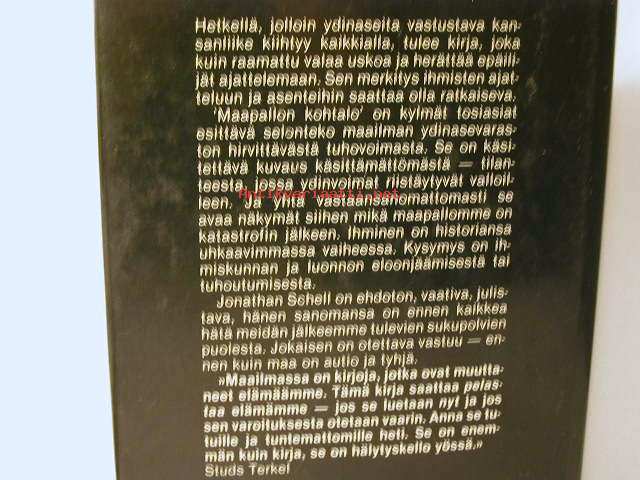 Hetkellä, jolloin ydinaseita vastustava kan-
sanliike kiihtyy kaikkialla, tulee kirja, joka
kuin raamattu valaa uskoa ja herättää epäili-
jät ajattelemaan. Sen merkitys ihmisten ajat-
teluun ja asenteihin saattaa olla ratkaiseva.
'Maapallon kohtalo' on kylmät tosiasiat
esittävä selonteko maailman ydinasevaras-
ton hirvittävästä tuhovoimasta. Se on käsi-
tettävä kuvaus käsittämättömästä — tilan-
teesta, jossa ydinvoimat riistäytyvät valloil-
leen. Ja yhtä vastaansanomattomasti se
avaa näkymät siihen mikä maapallomme on
katastrofin jälkeen. Ihminen on historiansa
uhkaavimmassa vaiheessa. Kysymys on ih-
miskunnan ja luonnon eloonjäämisestä tai
tuhoutumisesta.
Jonathan Schell on ehdoton, vaativa, julis-
tava, hänen sanomansa on ennen kaikkea
hätä meidän jälkeemme tulevien sukupolvien
puolesta. Jokaisen on otettava vastuu — en-
nen kuin maa on autio ja tyhjä.
»Maailmassa on kirjoja, jotka ovat muutta-
neet elämäämme. Tämä kirja saattaa pelas-
taa elämämme — jos se luetaan nyt ja jos
sen varoituksesta otetaan vaarin. Anna se tu-
tuille ja tuntemattomille heti. Se on enem-
män kuin kirja, se on hälytyskello yössä.»
Studs Terkel